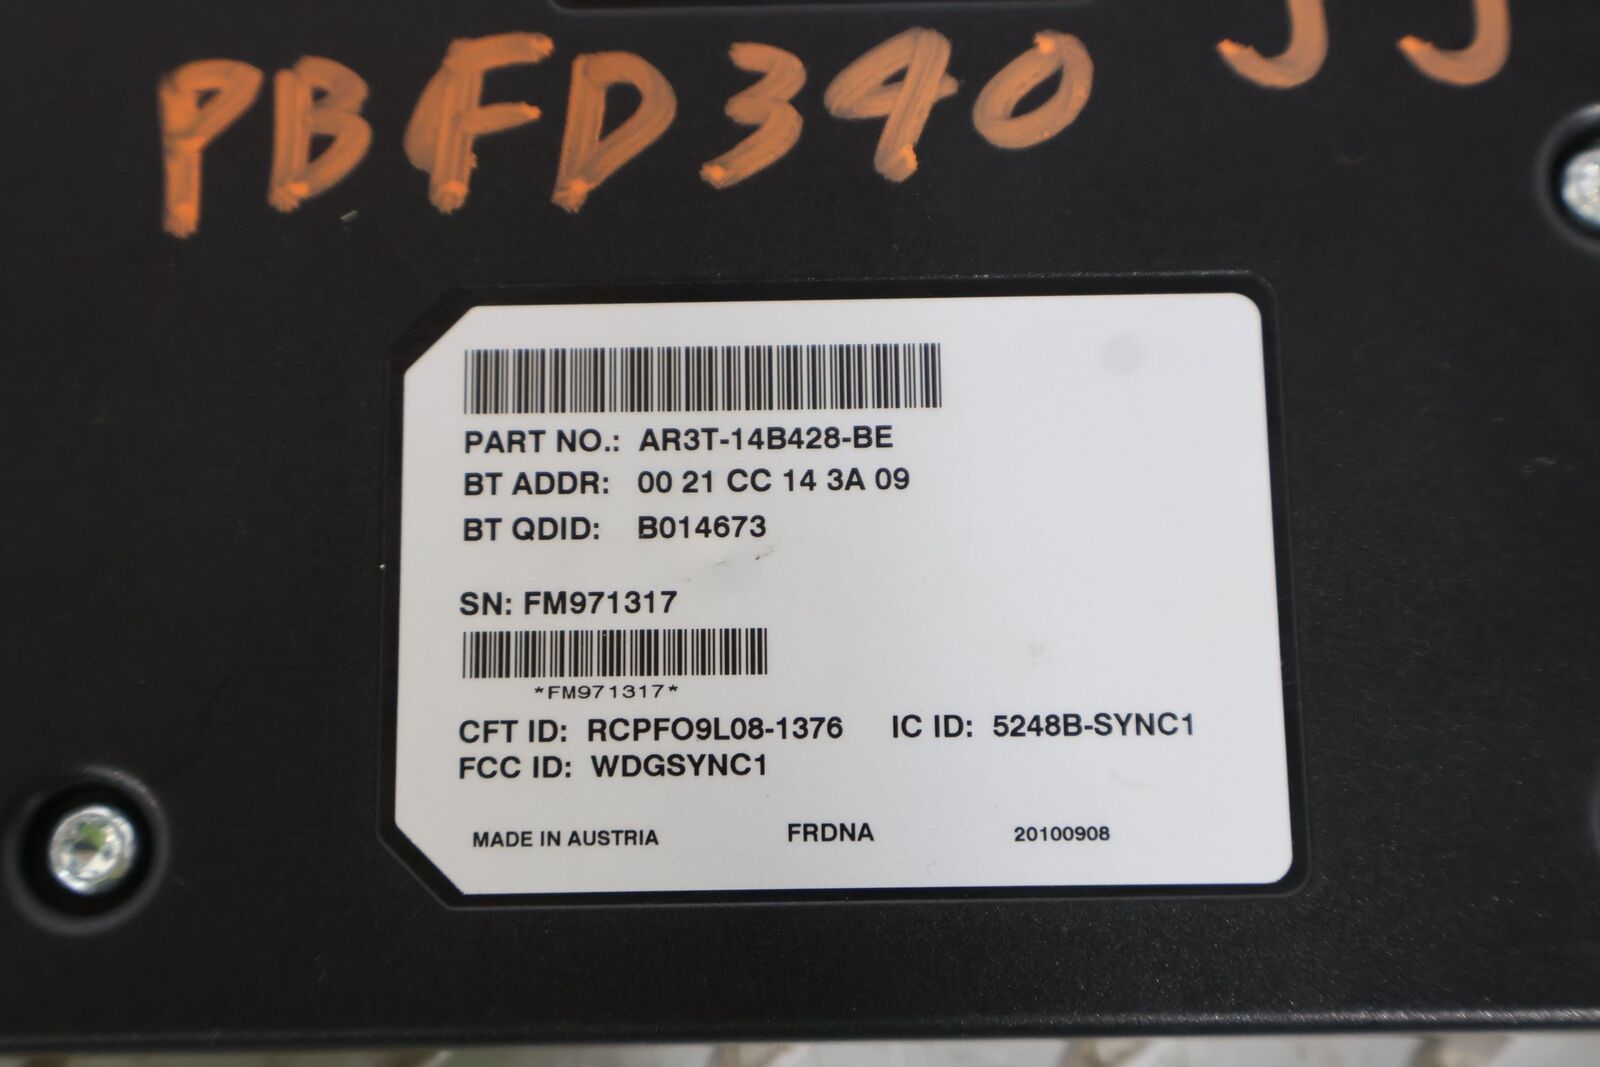 PBFD390 JJ
PART NO.: AR3T-14B428-BE
BT ADDR: 00 21 CC 14 3A 09
BT QDID: B014673
SN: FM971317
*FM971317*
CFT ID: RCPFO9L08-1376 IC ID: 5248B-SYNC1
FCC ID: WDGSYNC1
MADE IN AUSTRIA FRDNA 20100908